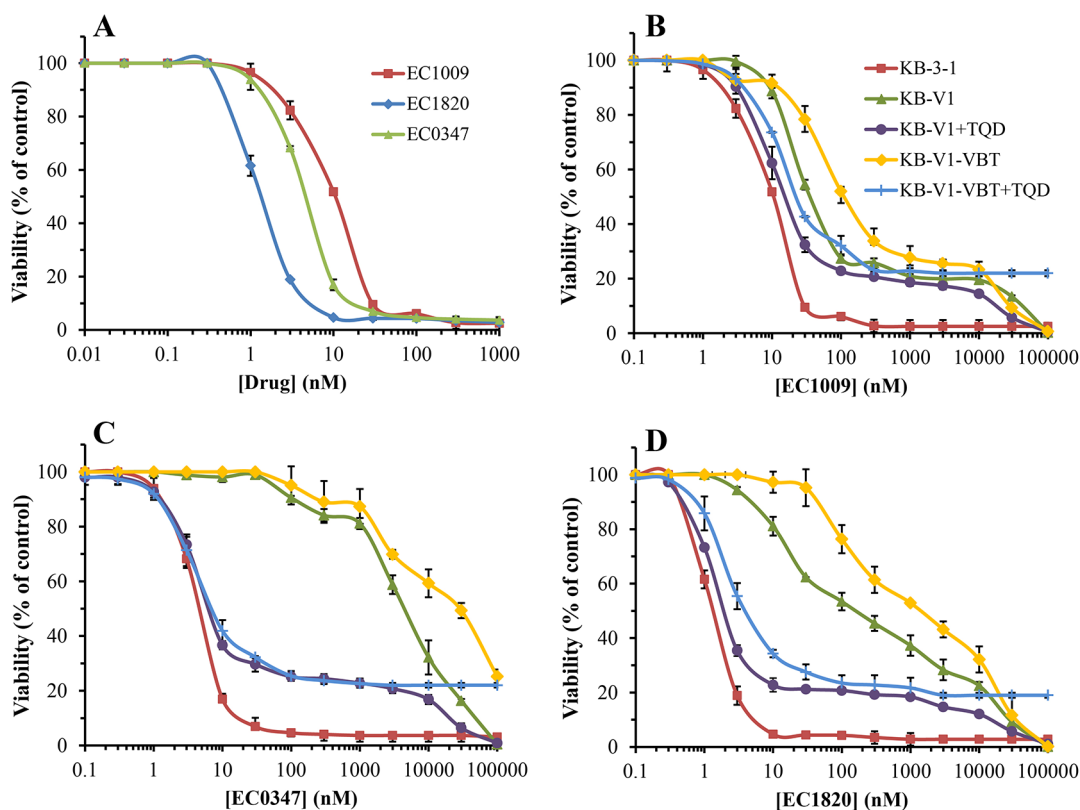 A
Viability (% of control)
100
80
60
40
20
0
0.01 0.1 1 10 100 1000
[Drug] (nM)
EC1009
EC1820
EC0347
B
Viability (% of control)
100
80
60
40
20
0
0.1 1 10 100 1000 10000 100000
[EC1009] (nM)
KB-3-1
KB-V1
KB-V1+TQD
KB-V1-VBT
KB-V1-VBT+TQD
C
Viability (% of control)
100
80
60
40
20
0
0.1 1 10 100 1000 10000 100000
[EC0347] (nM)
D
Viability (% of control)
100
80
60
40
20
0
0.1 1 10 100 1000 10000 100000
[EC1820] (nM)